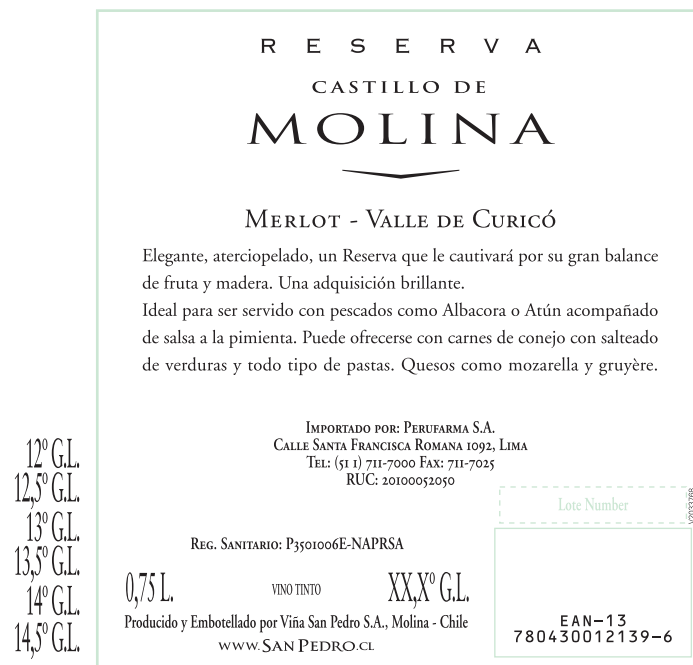 RESERVA
CASTILLO DE
MOLINA
MERLOT - VALLE DE CURICÓ
Elegante, aterciopelado, un Reserva que le cautivará por su gran balance
de fruta y madera. Una adquisición brillante.
Ideal para ser servido con pescados como Albacora o Atún acompañado
de salsa a la pimienta. Puede ofrecerse con carnes de conejo con salteado
de verduras y todo tipo de pastas. Quesos como mozarella y gruyère.
IMPORTADO POR: PERUFARMA S.A.
CALLE SANTA FRANCISCA ROMANA 1092, LIMA
TEL: (51 1) 711-7000 FAX: 711-7025
RUC: 20100052050
12º G.L.
12,5º G.L.
13º G.L.
13,5º G.L.
14º G.L.
14,5º G.L.
Lote Number
REG. SANITARIO: P3501006E-NAPRSA
0,75 L.
VINO TINTO
XX,Xº G.L.
Producido y Embotellado por Viña San Pedro S.A., Molina - Chile
WWW.SANPEDRO.CL
EAN-13
780430012139-6